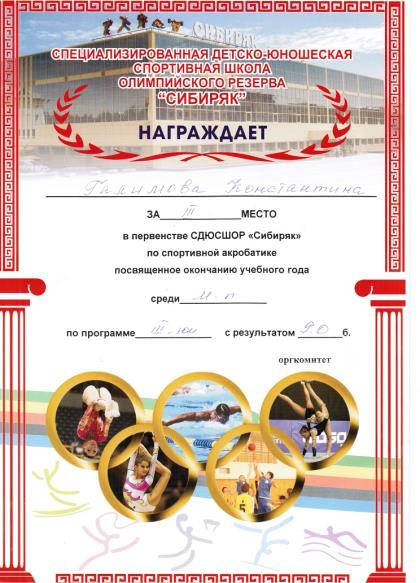 СИБИРЯК
СПЕЦИАЛИЗИРОВАННАЯ ДЕТСКО-ЮНОШЕСКАЯ
СПОРТИВНАЯ ШКОЛА
ОЛИМПИЙСКОГО РЕЗЕРВА
"СИБИРЯК"
НАГРАЖДАЕТ
Галимова Константина
ЗА III МЕСТО
в первенстве СДЮСШОР «Сибиряк»
по спортивной акробатике
посвященное окончанию учебного года
среди м-п
по программе III-юн с результатом 9.0 б.
оргкомитет